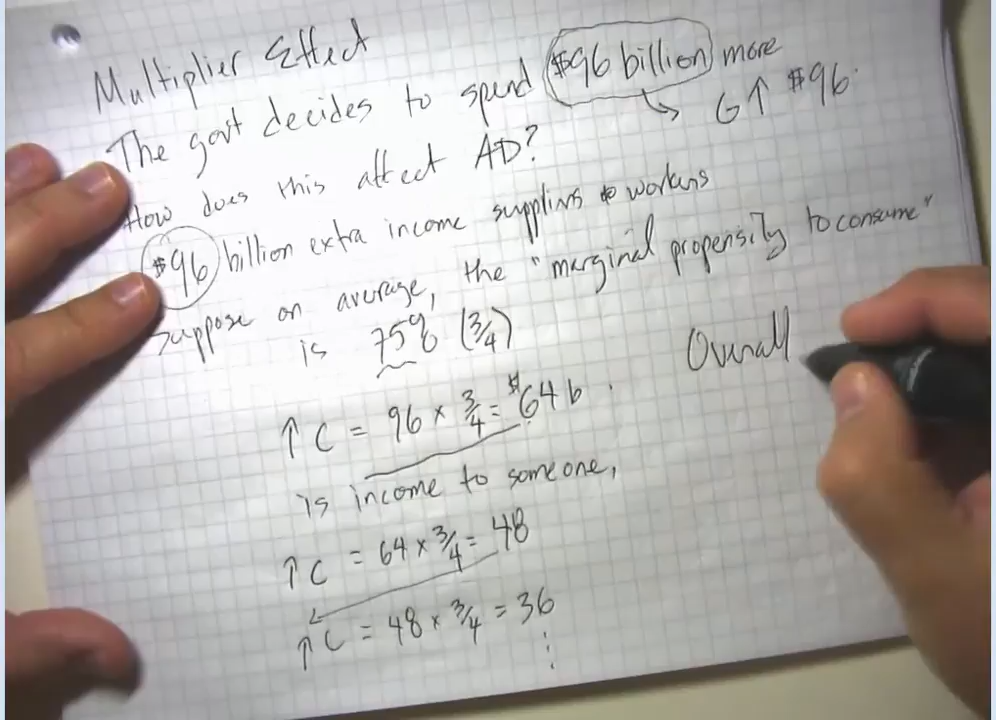 Multiplier Effect
The govt decides to spend $96 billion more
→ G↑ $96.
How does this affect AD?
$96 billion extra income suppliers & workers
Suppose on average, the "marginal propensity to consume"
is 75% (3/4)
Overall
↑ C = 96 × 3/4 = $64 b.
is income to someone,
↑ C = 64 × 3/4 = 48
↑ C = 48 × 3/4 = 36
⋮